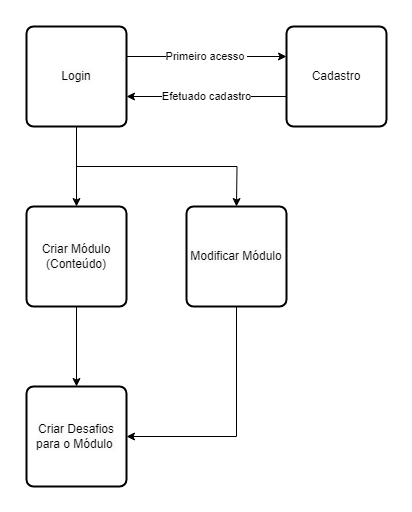 Login
Primeiro acesso
Cadastro
Efetuado cadastro
Criar Módulo
(Conteúdo)
Modificar Módulo
Criar Desafios
para o Módulo